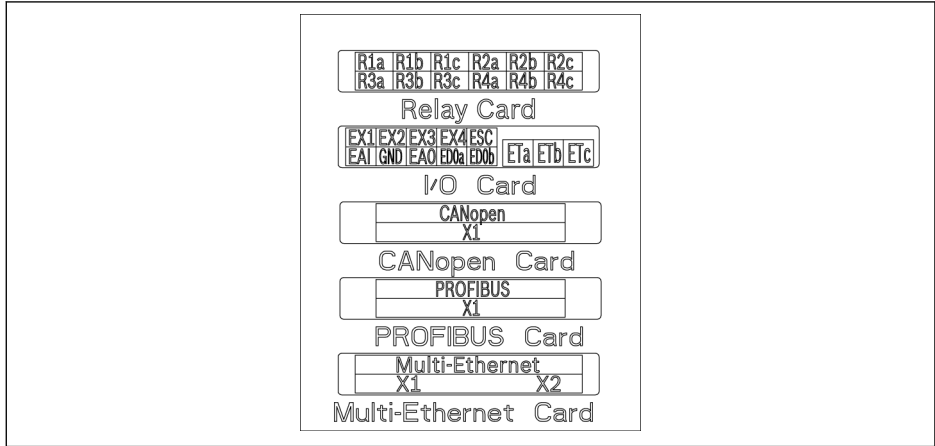 R1a R1b R1c R2a R2b R2c
R3a R3b R3c R4a R4b R4c
Relay Card
EX1 EX2 EX3 EX4 ESC
EAI GND EAO EDOa EDOb ETa ETb ETc
I/O Card
CANopen
X1
CANopen Card
PROFIBUS
X1
PROFIBUS Card
Multi-Ethernet
X1 X2
Multi-Ethernet Card